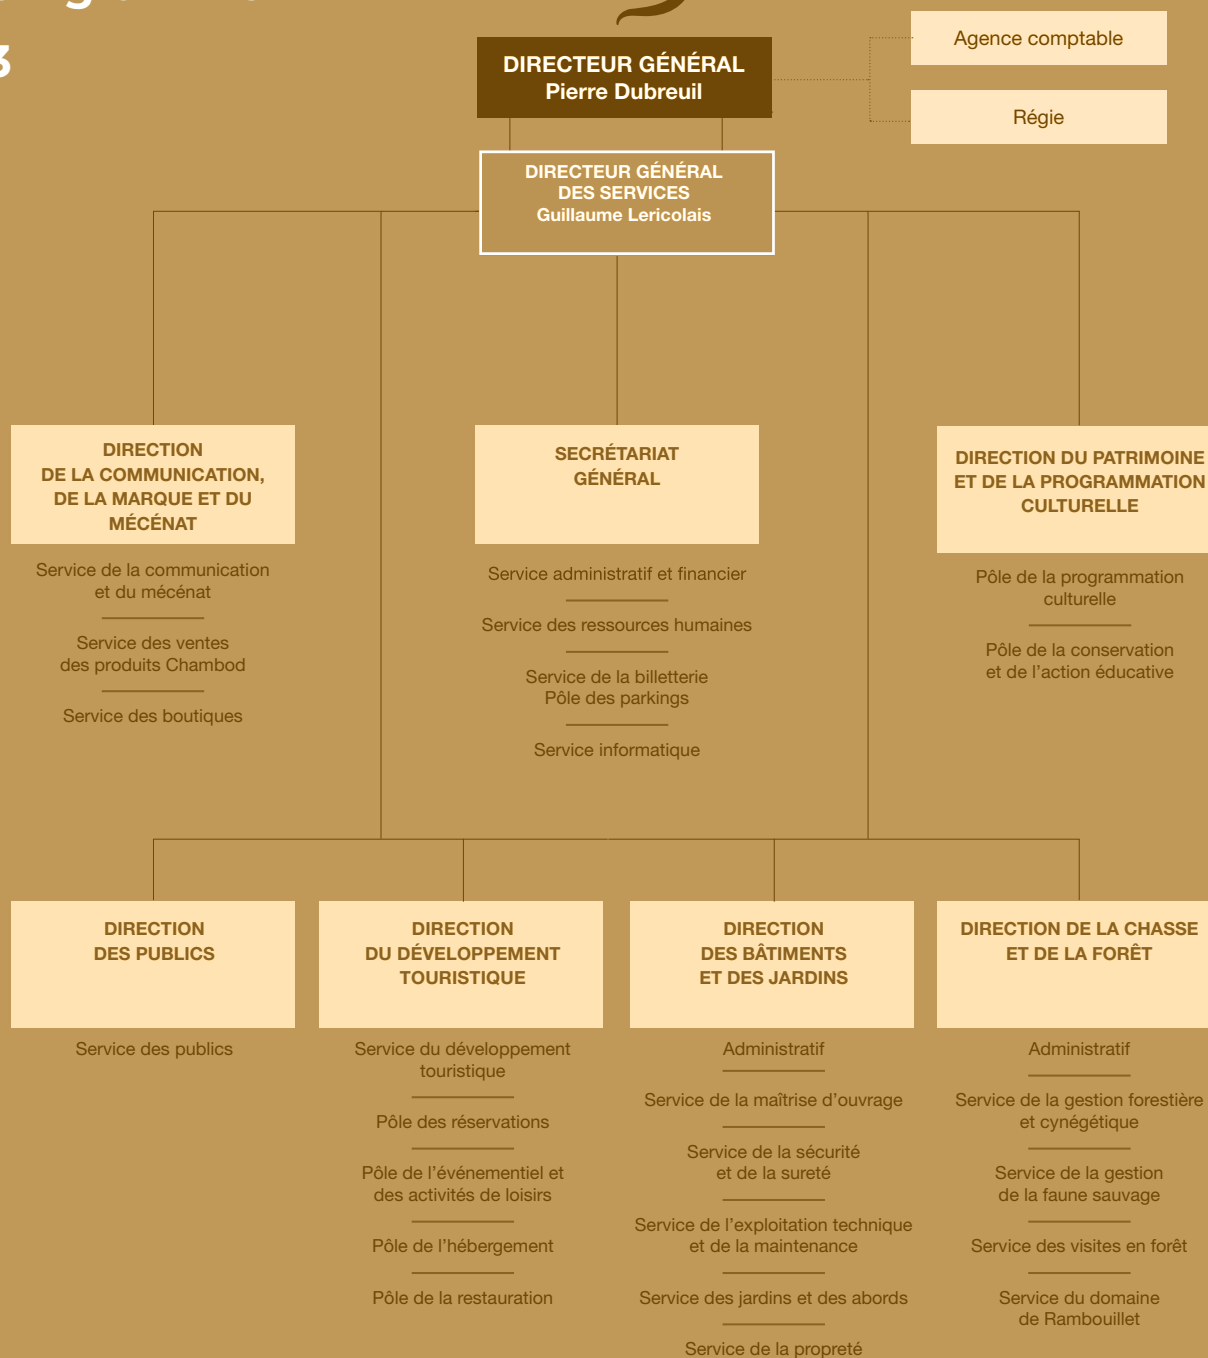 3
DIRECTEUR GÉNÉRAL
Pierre Dubreuil
Agence comptable
Régie
DIRECTEUR GÉNÉRAL
DES SERVICES
Guillaume Lericolais
DIRECTION
DE LA COMMUNICATION,
DE LA MARQUE ET DU
MÉCÉNAT
Service de la communication
et du mécénat
Service des ventes
des produits Chambod
Service des boutiques
SECRÉTARIAT
GÉNÉRAL
Service administratif et financier
Service des ressources humaines
Service de la billetterie
Pôle des parkings
Service informatique
DIRECTION DU PATRIMOINE
ET DE LA PROGRAMMATION
CULTURELLE
Pôle de la programmation
culturelle
Pôle de la conservation
et de l’action éducative
DIRECTION
DES PUBLICS
Service des publics
DIRECTION
DU DÉVELOPPEMENT
TOURISTIQUE
Service du développement
touristique
Pôle des réservations
Pôle de l’événementiel et
des activités de loisirs
Pôle de l’hébergement
Pôle de la restauration
DIRECTION
DES BÂTIMENTS
ET DES JARDINS
Administratif
Service de la maîtrise d’ouvrage
Service de la sécurité
et de la sureté
Service de l’exploitation technique
et de la maintenance
Service des jardins et des abords
Service de la propreté
DIRECTION DE LA CHASSE
ET DE LA FORÊT
Administratif
Service de la gestion forestière
et cynégétique
Service de la gestion
de la faune sauvage
Service des visites en forêt
Service du domaine
de Rambouillet